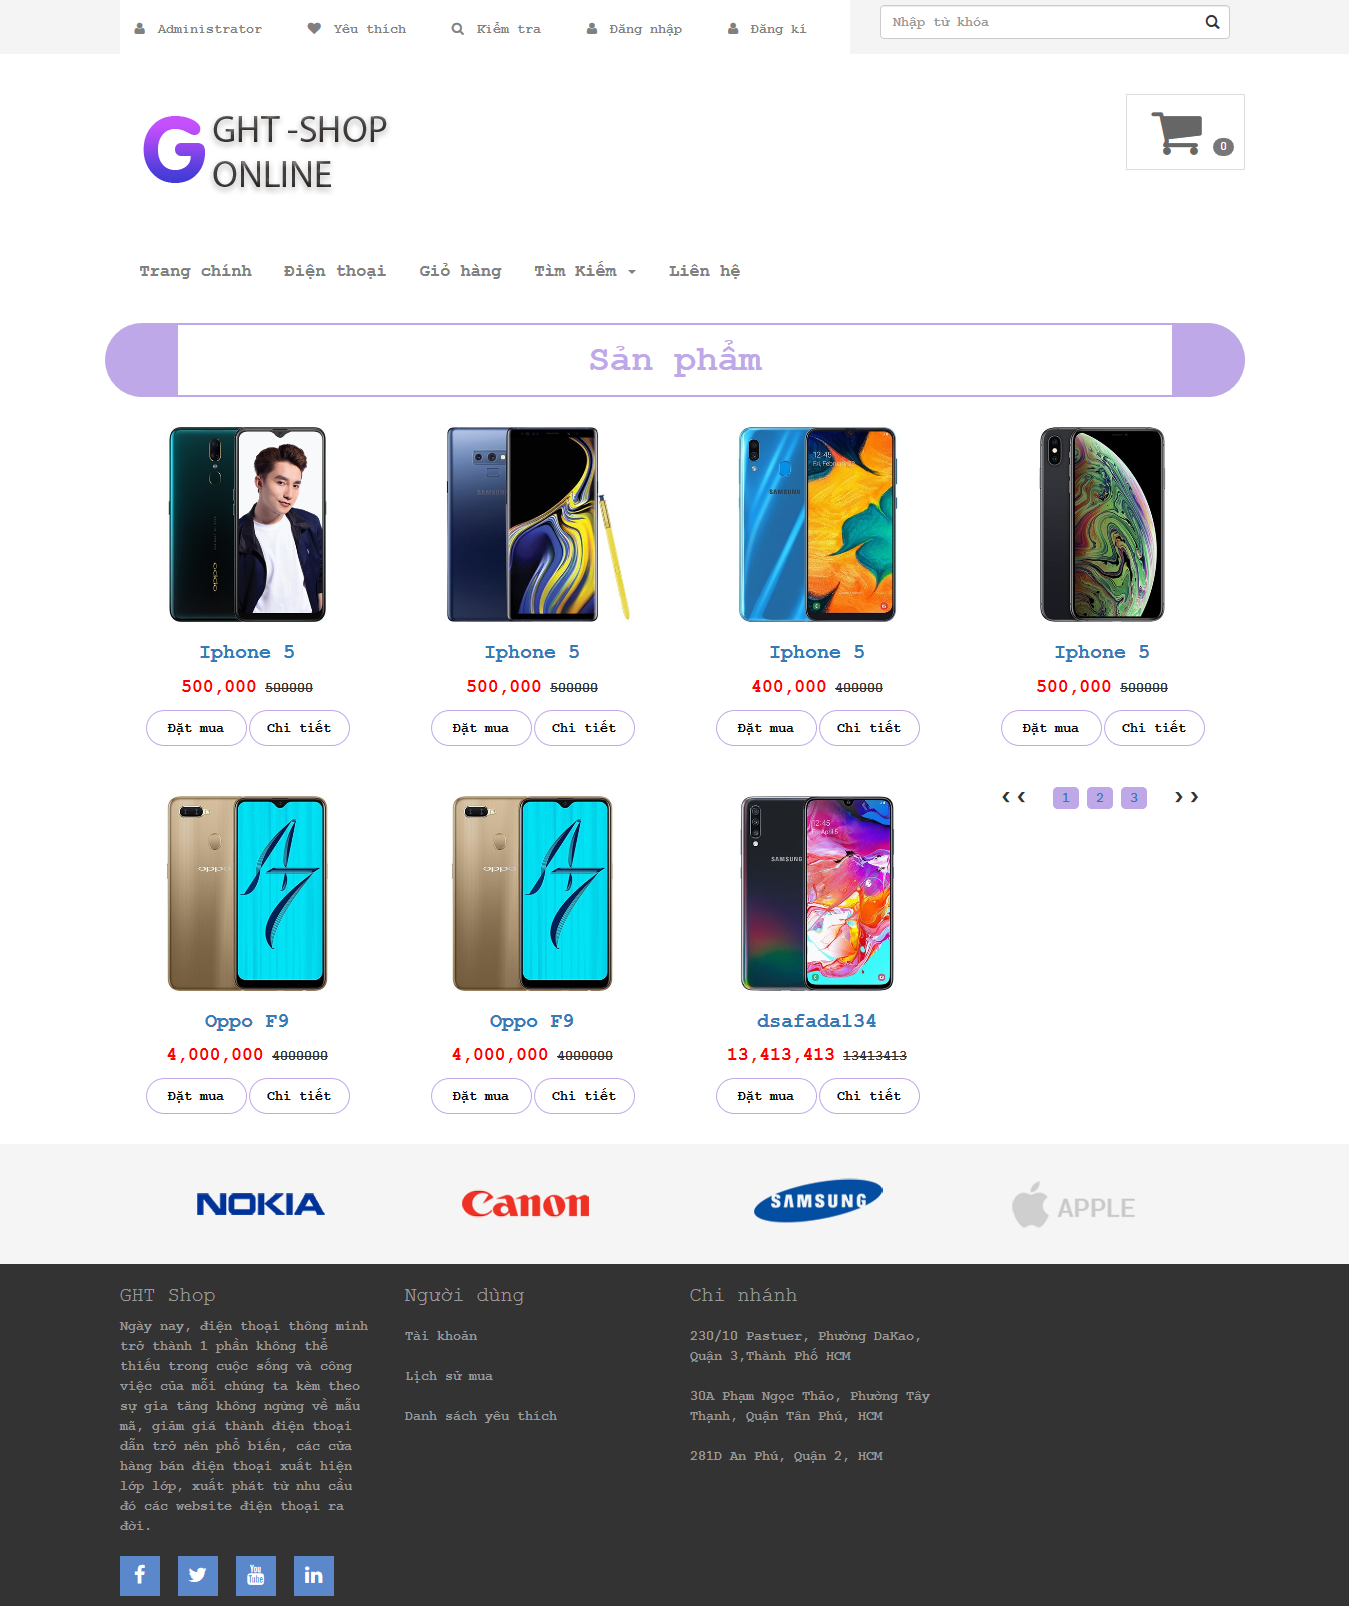 Administrator Yêu thích Kiểm tra Đăng nhập Đăng kí Nhập từ khóa
GHT -SHOP
ONLINE
0
Trang chính Điện thoại Giỏ hàng Tìm Kiếm Liên hệ
Sản phẩm
Iphone 5 Iphone 5 Iphone 5 Iphone 5
500,000 500000 500,000 500000 400,000 400000 500,000 500000
Đặt mua Chi tiết Đặt mua Chi tiết Đặt mua Chi tiết Đặt mua Chi tiết
‹ ‹ 1 2 3 › ›
Oppo F9 Oppo F9 dsafada134
4,000,000 4000000 4,000,000 4000000 13,413,413 13413413
Đặt mua Chi tiết Đặt mua Chi tiết Đặt mua Chi tiết
NOKIA Canon SAMSUNG APPLE
GHT Shop
Ngày nay, điện thoại thông minh
trở thành 1 phần không thể
thiếu trong cuộc sống và công
việc của mỗi chúng ta kèm theo
sự gia tăng không ngừng về mẫu
mã, giảm giá thành điện thoại
dẫn trở nên phổ biến, các cửa
hàng bán điện thoại xuất hiện
lớp lớp, xuất phát từ nhu cầu
đó các website điện thoại ra
đời.
Người dùng
Tài khoản
Lịch sử mua
Danh sách yêu thích
Chi nhánh
230/10 Pastuer, Phường DaKao,
Quận 3,Thành Phố HCM
30A Phạm Ngọc Thảo, Phường Tây
Thạnh, Quận Tân Phú, HCM
281D An Phú, Quận 2, HCM